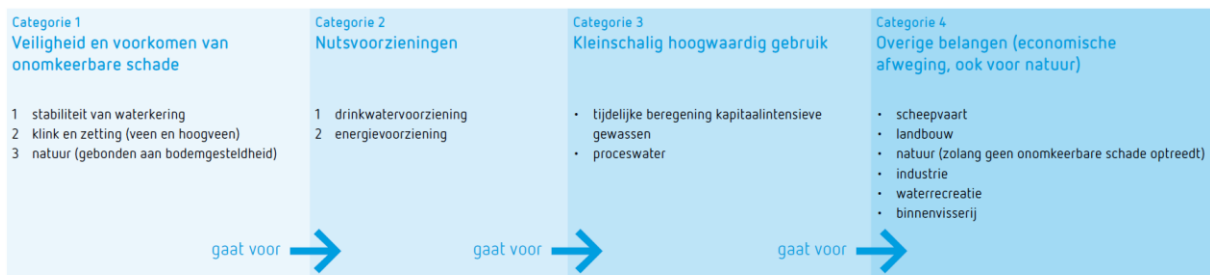 Categorie 1
Veiligheid en voorkomen van
onomkeerbare schade
1 stabiliteit van waterkering
2 klink en zetting (veen en hoogveen)
3 natuur (gebonden aan bodemgesteldheid)
gaat voor
Categorie 2
Nutsvoorzieningen
1 drinkwatervoorziening
2 energievoorziening
gaat voor
Categorie 3
Kleinschalig hoogwaardig gebruik
• tijdelijke beregening kapitaalintensieve
gewassen
• proceswater
gaat voor
Categorie 4
Overige belangen (economische
afweging, ook voor natuur)
• scheepvaart
• landbouw
• natuur (zolang geen onomkeerbare schade optreedt)
• industrie
• waterrecreatie
• binnenvisserij